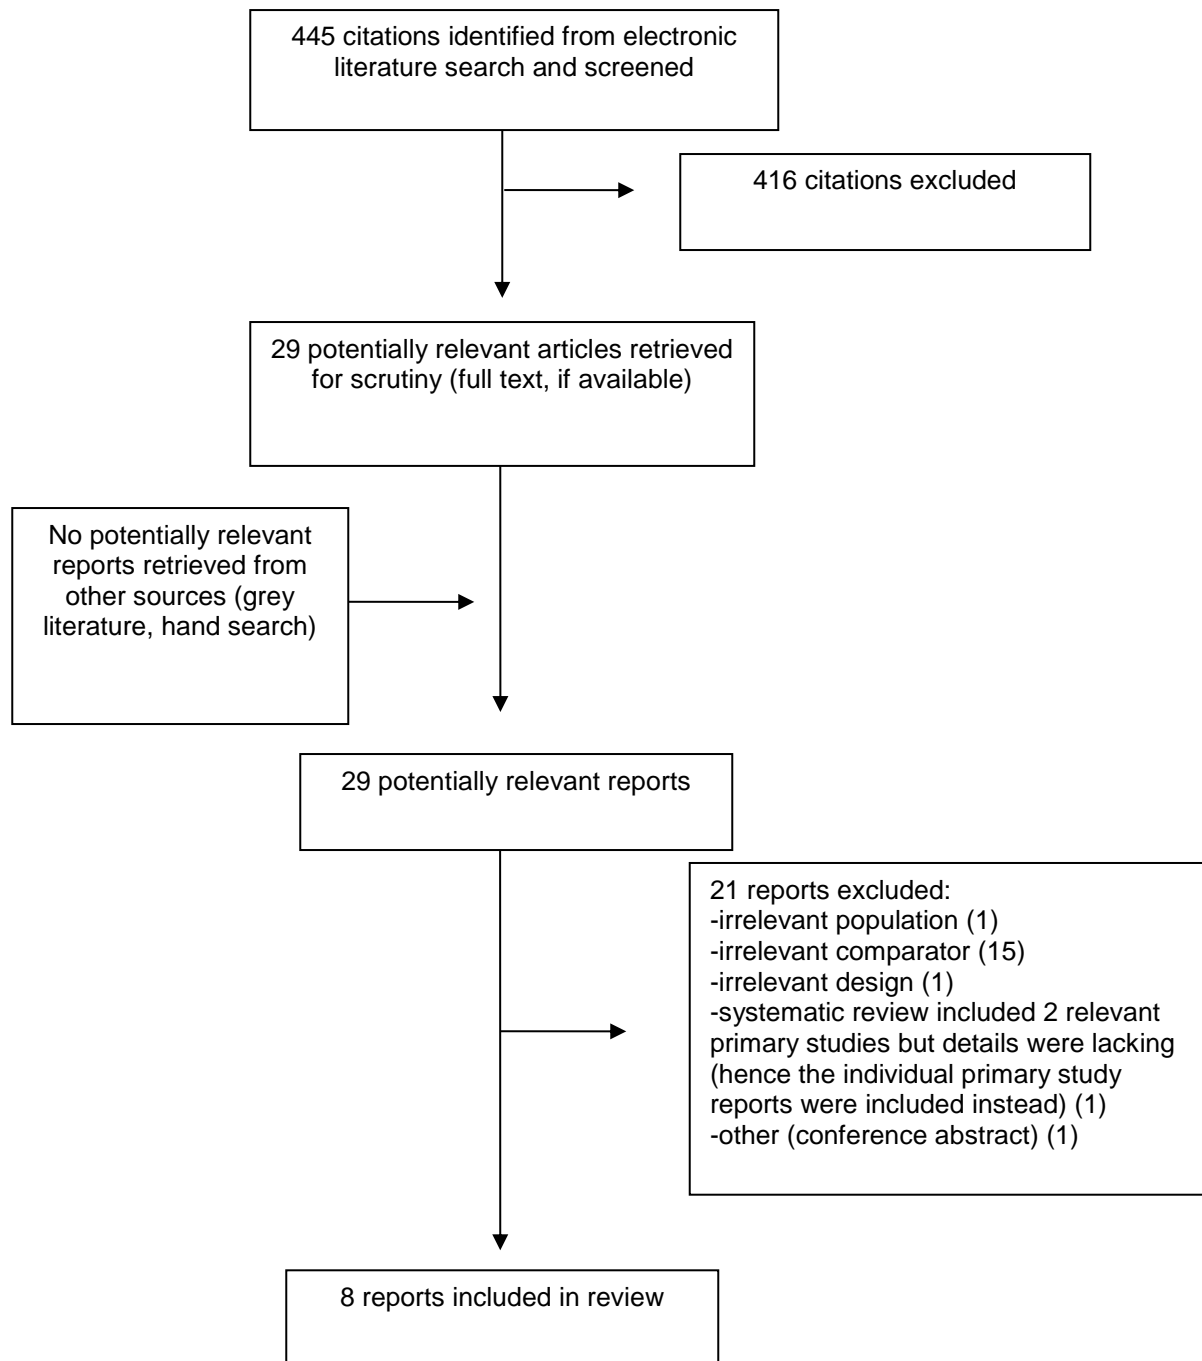 445 citations identified from electronic
literature search and screened
416 citations excluded
29 potentially relevant articles retrieved
for scrutiny (full text, if available)
No potentially relevant
reports retrieved from
other sources (grey
literature, hand search)
29 potentially relevant reports
21 reports excluded:
-irrelevant population (1)
-irrelevant comparator (15)
-irrelevant design (1)
-systematic review included 2 relevant
primary studies but details were lacking
(hence the individual primary study
reports were included instead) (1)
-other (conference abstract) (1)
8 reports included in review